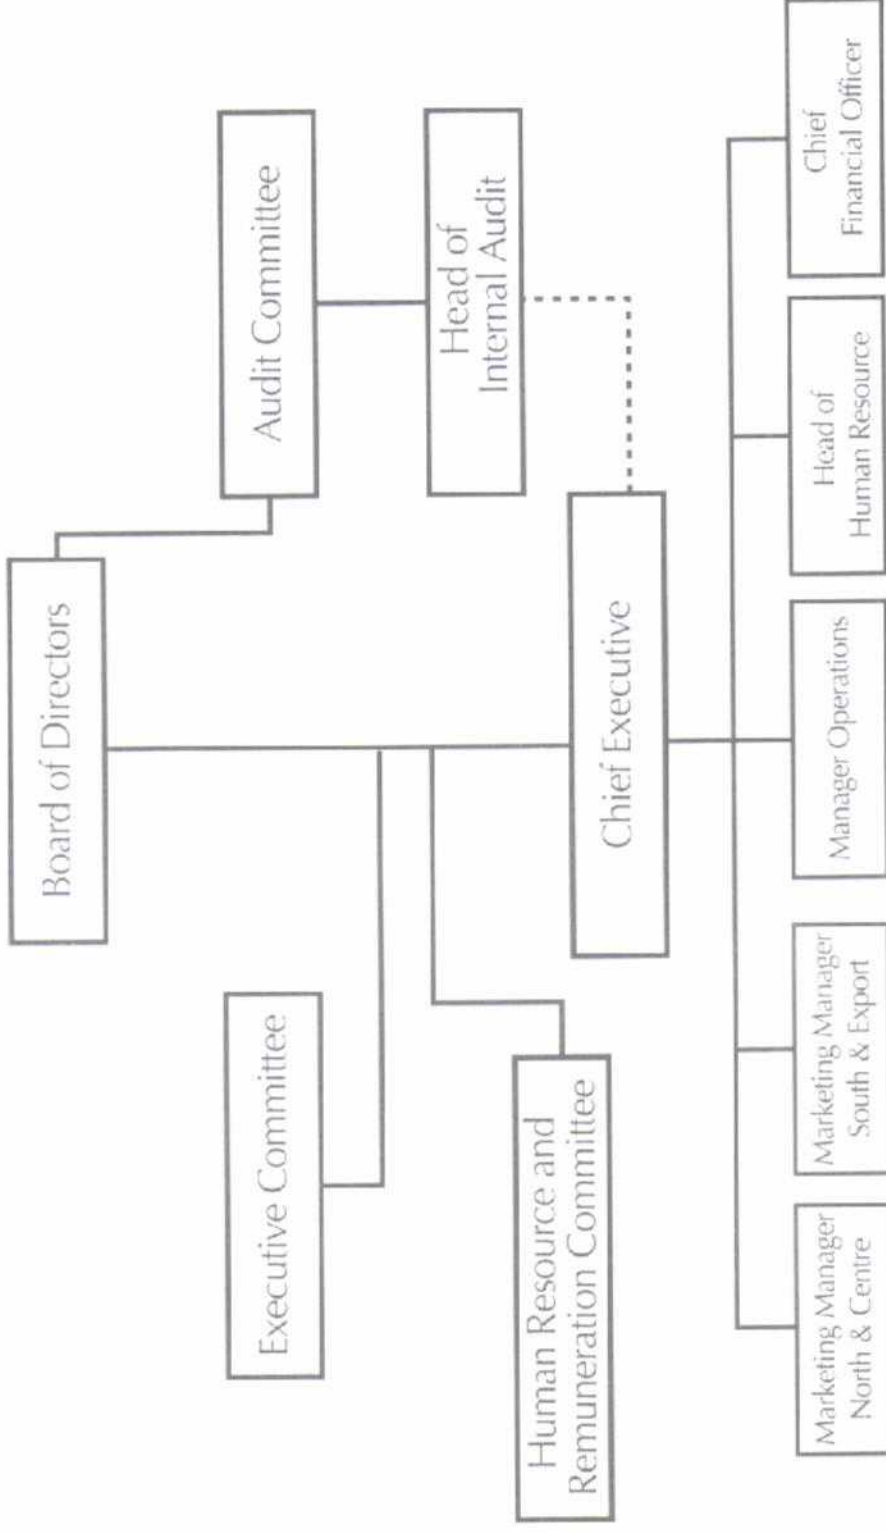 Board of Directors
Audit Committee
Executive Committee
Head of
Internal Audit
Human Resource and
Remuneration Committee
Chief Executive
Marketing Manager
North & Centre
Marketing Manager
South & Export
Manager Operations
Head of
Human Resource
Chief
Financial Officer